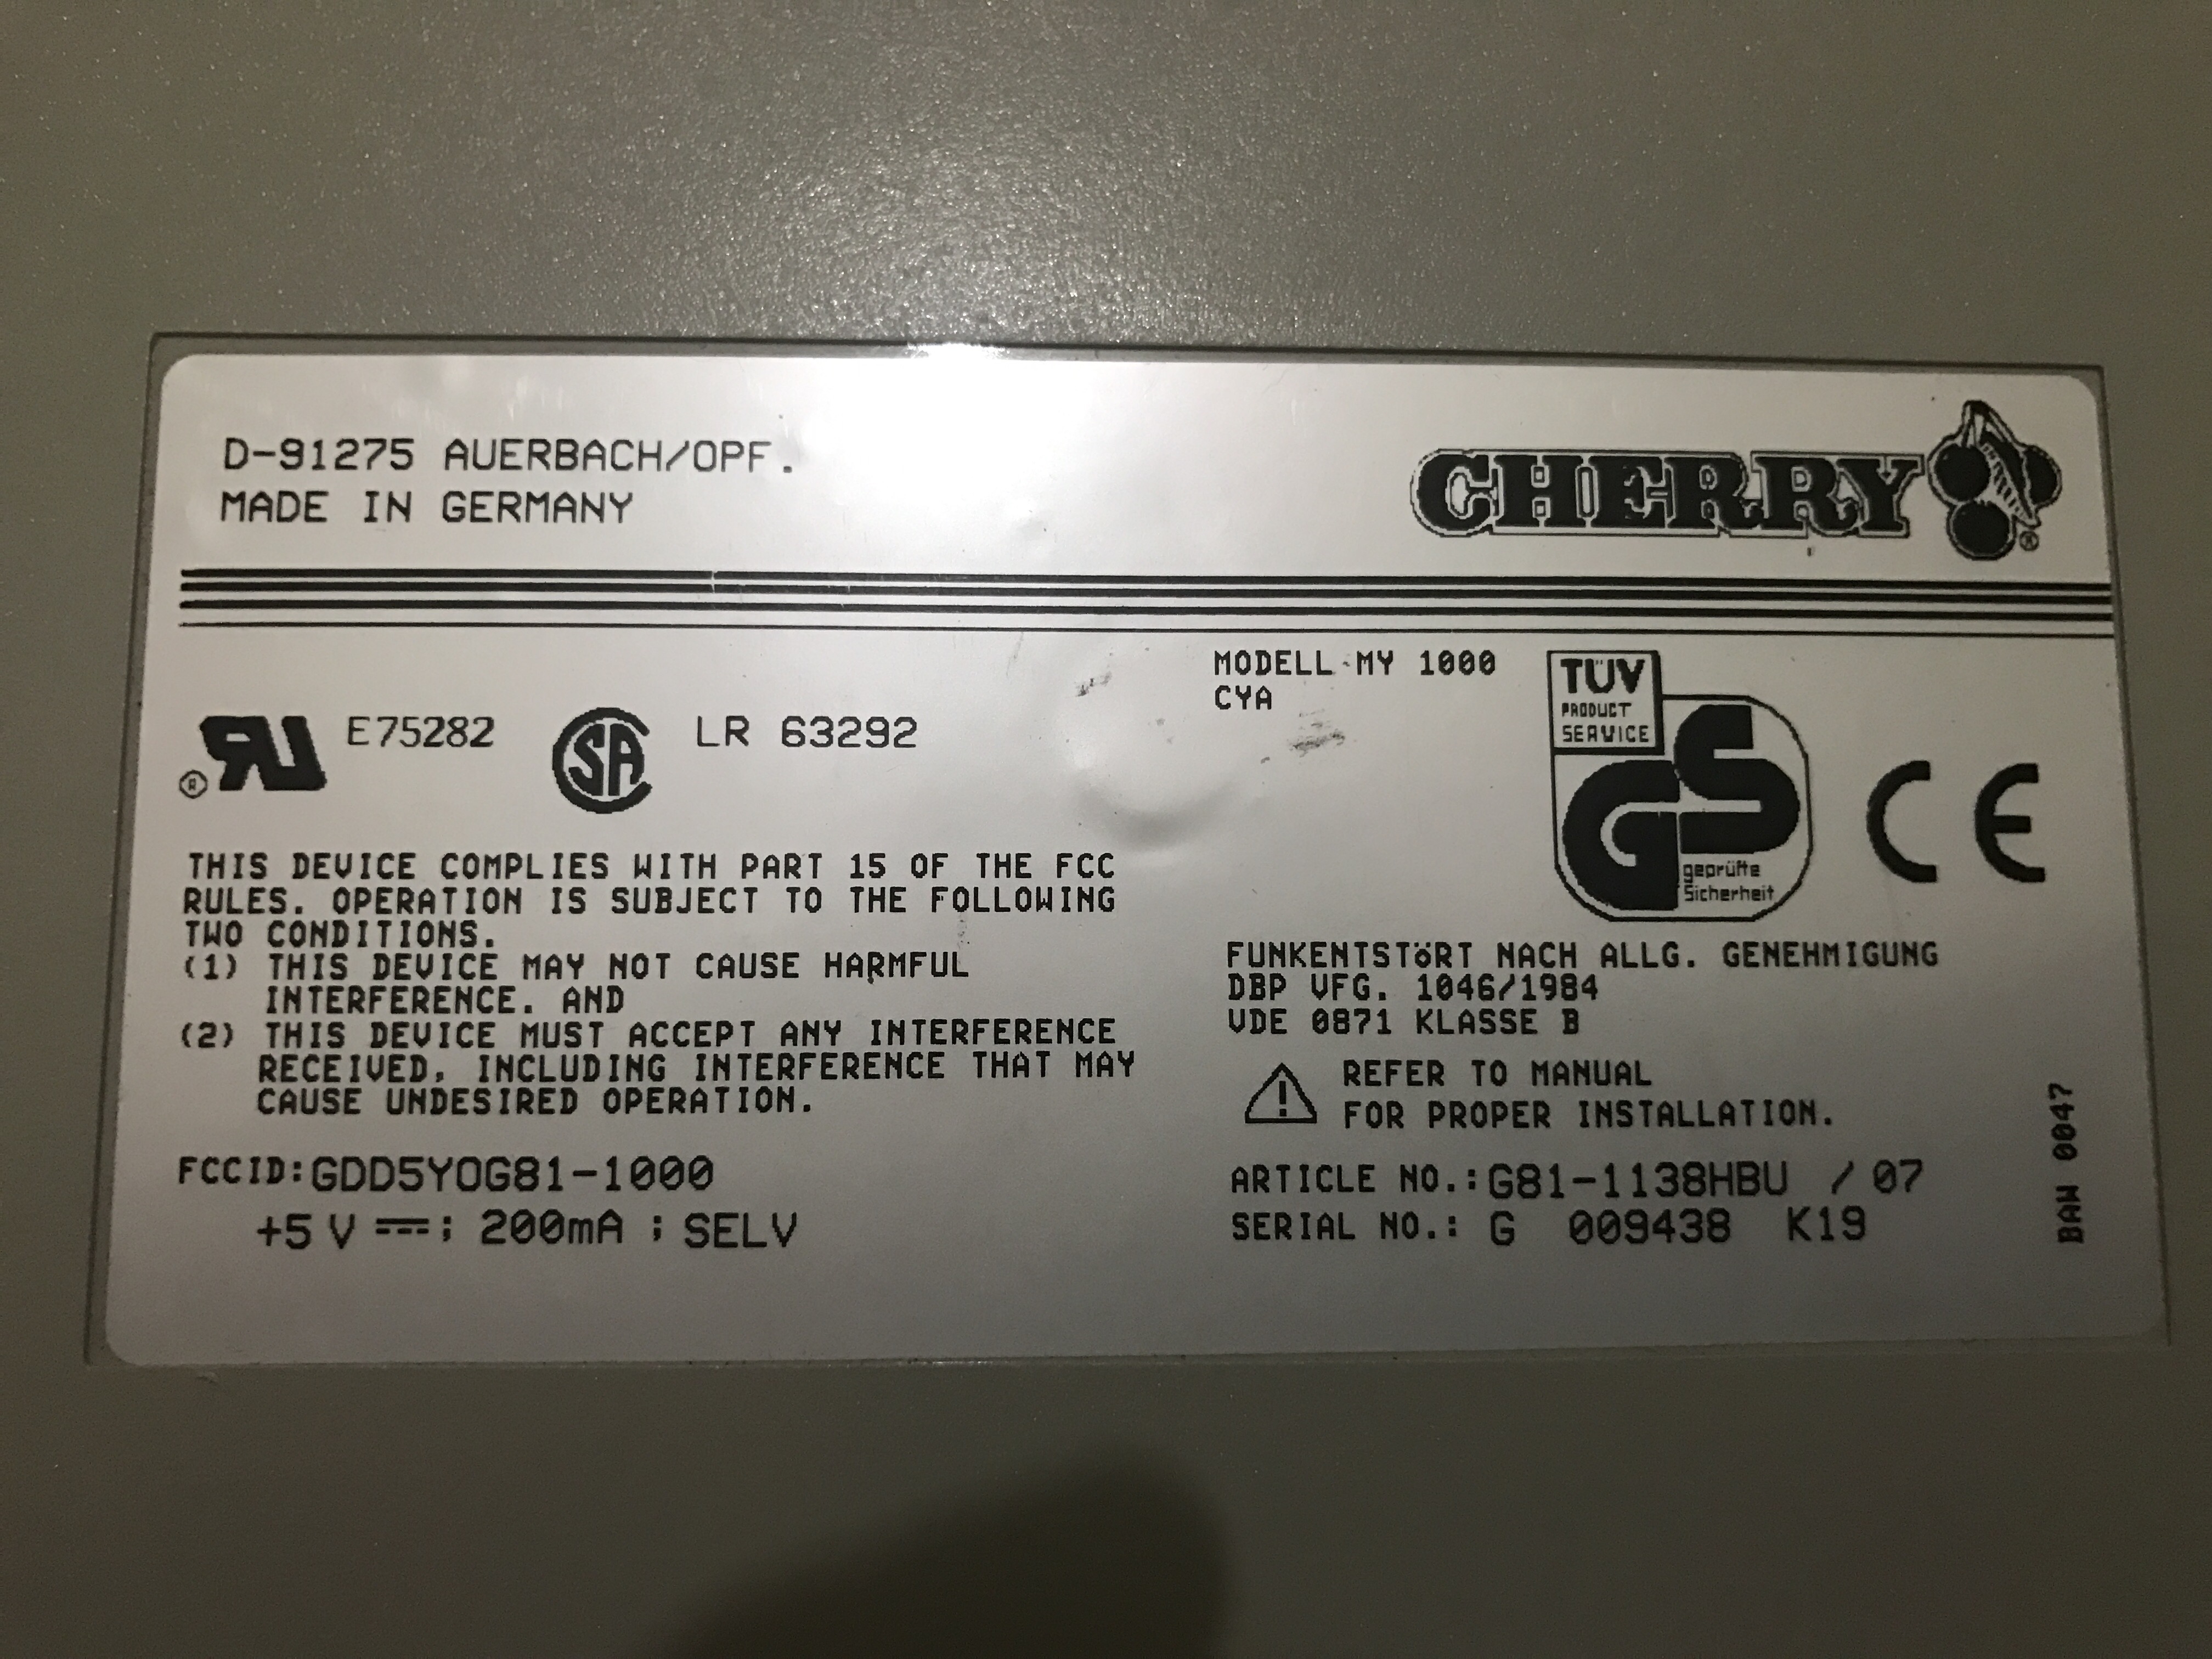 D-91275 AUERBACH/OPF.
MADE IN GERMANY
CHERRY
®
MODELL MY 1000
CYA
TÜV
PRODUCT
SERVICE
GS
geprüfte
Sicherheit
CE
® RU E75282 SA LR 63292
THIS DEVICE COMPLIES WITH PART 15 OF THE FCC
RULES. OPERATION IS SUBJECT TO THE FOLLOWING
TWO CONDITIONS.
(1) THIS DEVICE MAY NOT CAUSE HARMFUL
INTERFERENCE. AND
(2) THIS DEVICE MUST ACCEPT ANY INTERFERENCE
RECEIVED, INCLUDING INTERFERENCE THAT MAY
CAUSE UNDESIRED OPERATION.
FCCID:GDD5YOG81-1000
+5 V ⎓; 200mA ; SELV
FUNKENTSTöRT NACH ALLG. GENEHMIGUNG
DBP VFG. 1046/1984
VDE 0871 KLASSE B
REFER TO MANUAL
FOR PROPER INSTALLATION.
ARTICLE NO.:G81-1138HBU / 07
SERIAL NO.: G 009438 K19
BAW 0047